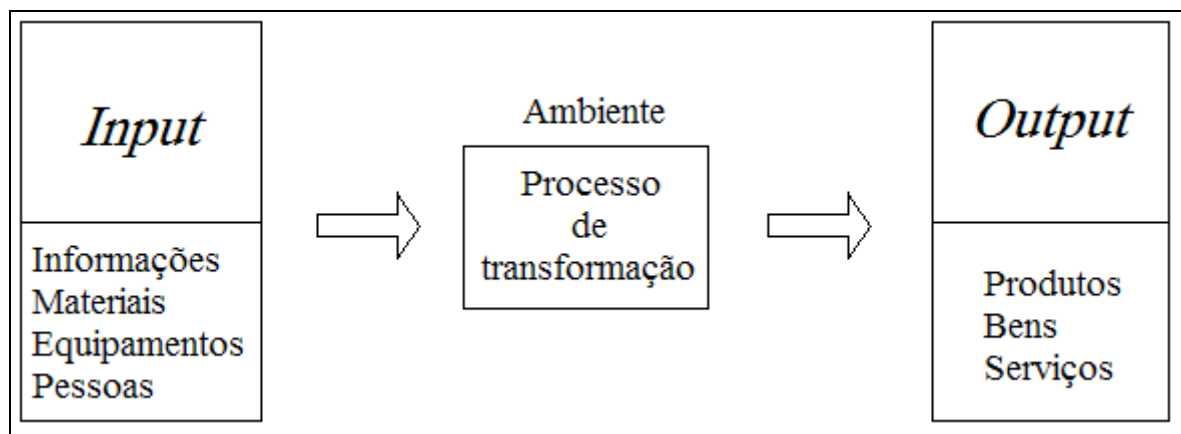 Input
Informações
Materiais
Equipamentos
Pessoas
Ambiente
Processo
de
transformação
Output
Produtos
Bens
Serviços